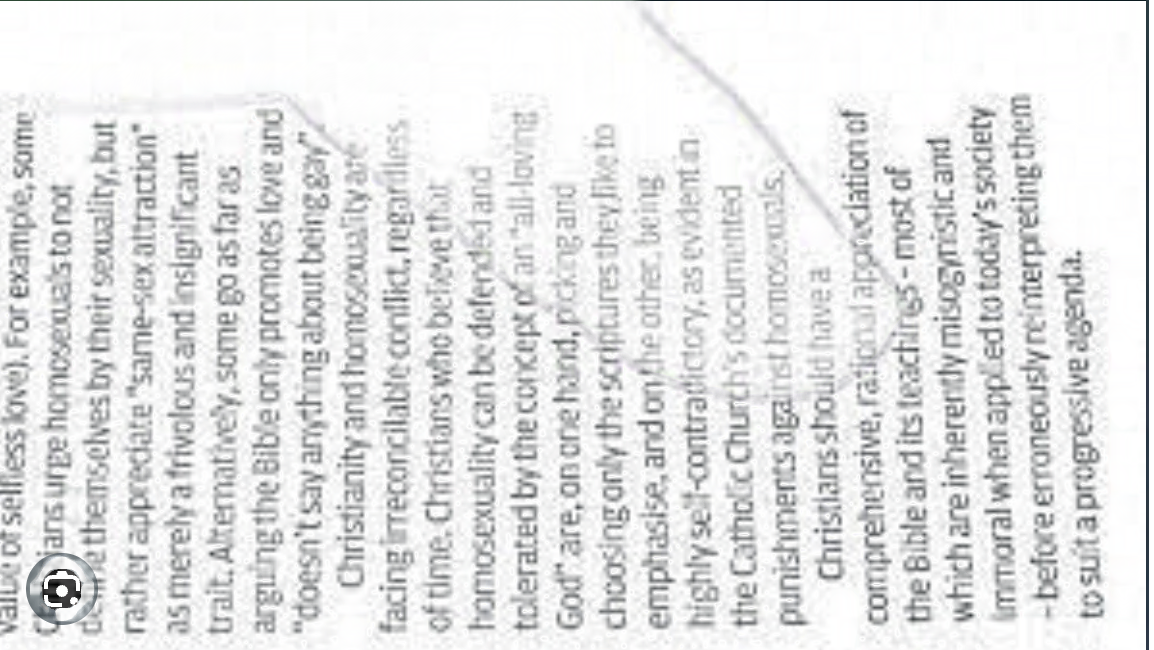 value of selfless love). For example, some
urge homosexuals to not
define themselves by their sexuality, but
rather appreciate "same-sex attraction"
as merely a frivolous and insignificant
trait. Alternatively, some go as far as
arguing the Bible only promotes love and
"doesn't say anything about being gay".
Christianity and homosexuality are
facing irreconcilable conflict, regardless
of time. Christians who believe that
homosexuality can be defended and
tolerated by the concept of an "all-loving
God" are, on one hand, picking and
choosing only the scriptures they like to
emphasise, and on the other, being
highly self-contradictory, as evident in
the Catholic Church's documented
punishments against homosexuals.
Christians should have a
comprehensive, rational appreciation of
the Bible and its teachings - most of
which are inherently misogynistic and
immoral when applied to today's society
- before erroneously reinterpreting them
to suit a progressive agenda.